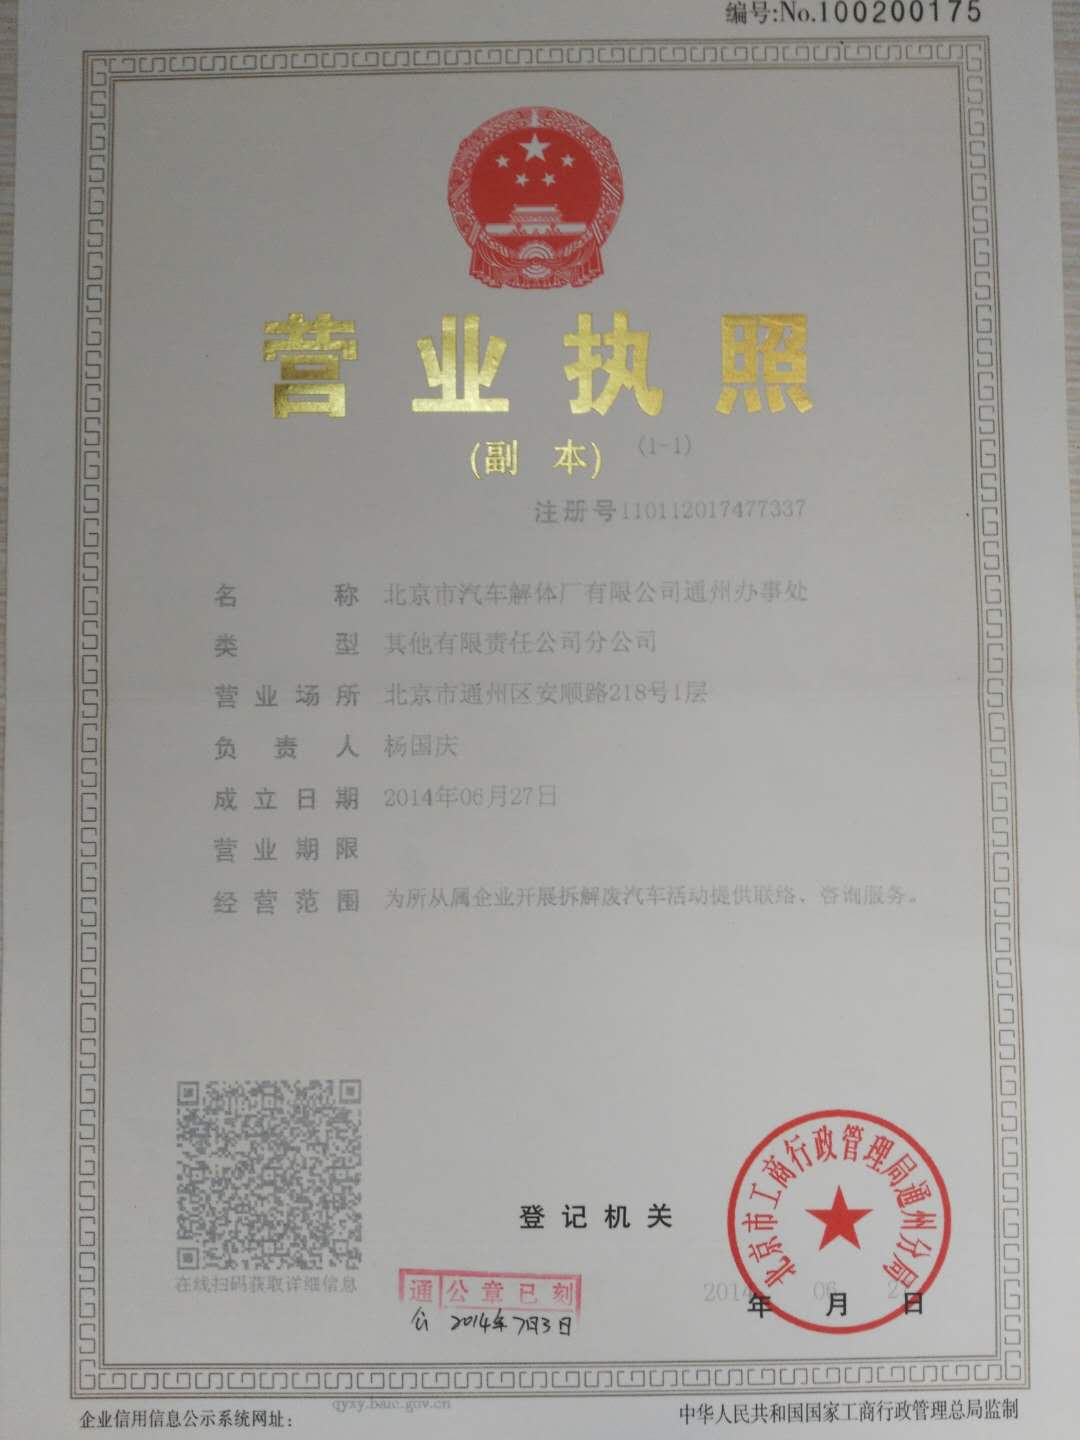 编号:No.100200175
营业执照
(副 本) (1-1)
注册号110112017477337
名称 北京市汽车解体厂有限公司通州办事处
类型 其他有限责任公司分公司
营业场所 北京市通州区安顺路218号1层
负责人 杨国庆
成立日期 2014年06月27日
营业期限
经营范围 为所从属企业开展拆解废汽车活动提供联络、咨询服务。
在线扫码获取详细信息
登记机关
北京市工商行政管理局通州分局
通 公章已刻
2014年7月3日
2014年 06月 日
qyxy.baic.gov.cn
企业信用信息公示系统网址：
中华人民共和国国家工商行政管理总局监制